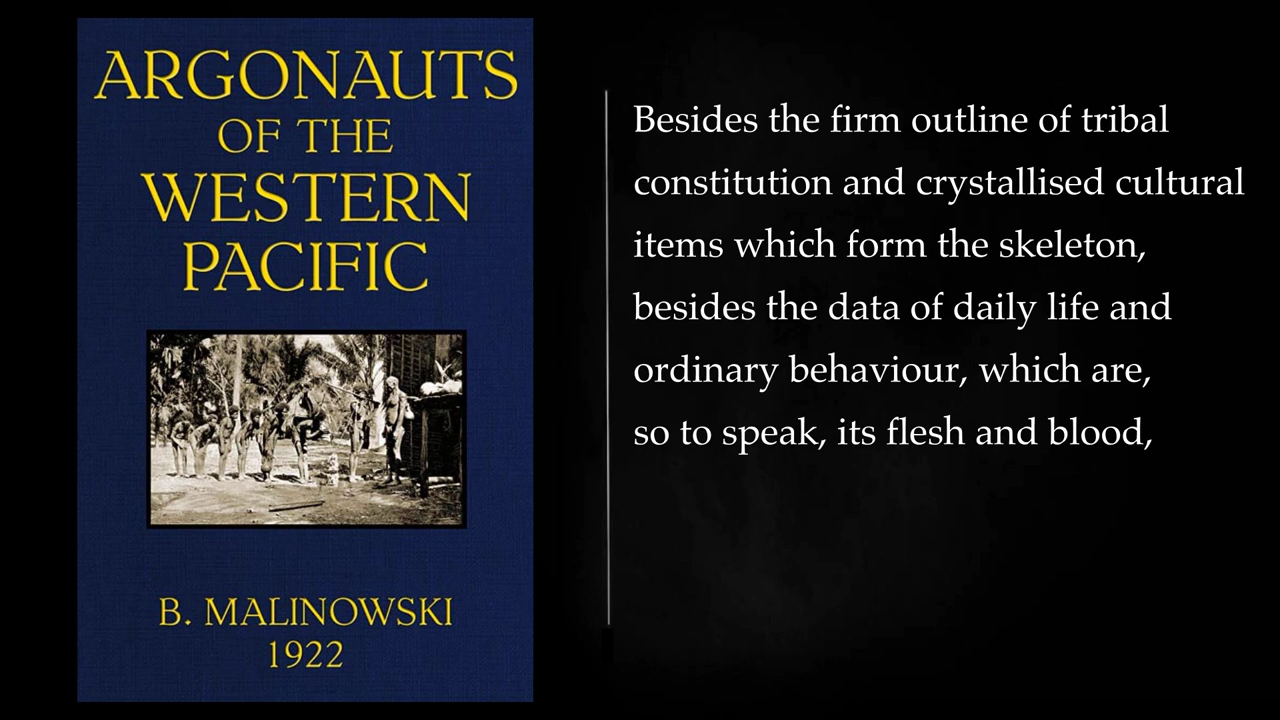 ARGONAUTS
OF THE
WESTERN
PACIFIC
B. MALINOWSKI
1922
Besides the firm outline of tribal
constitution and crystallised cultural
items which form the skeleton,
besides the data of daily life and
ordinary behaviour, which are,
so to speak, its flesh and blood,